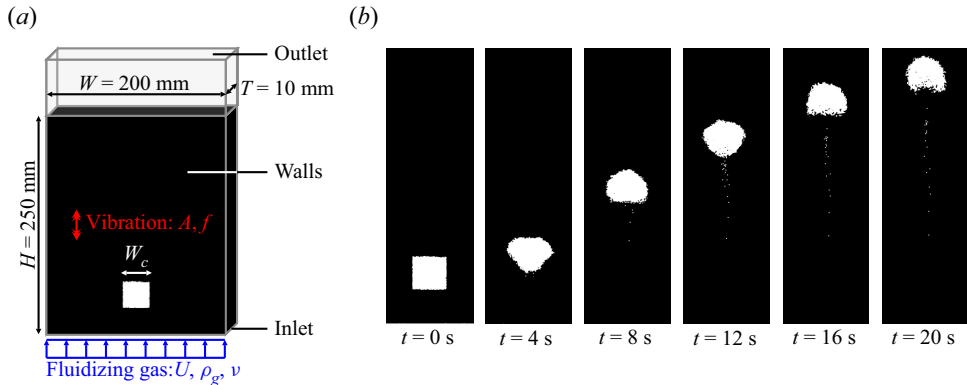 (a)
Outlet
W = 200 mm
T = 10 mm
Walls
H = 250 mm
Vibration: A, f
W_c
Inlet
Fluidizing gas:U, ρ_g, ν
(b)
t = 0 s
t = 4 s
t = 8 s
t = 12 s
t = 16 s
t = 20 s